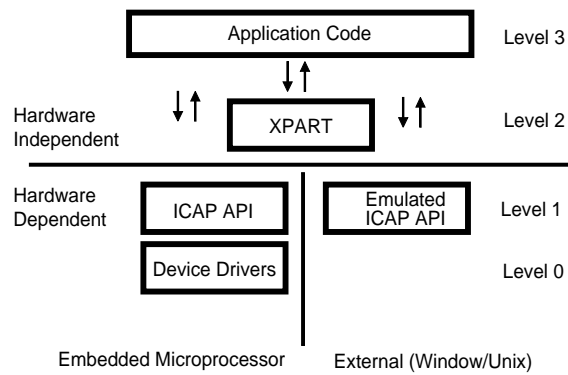 Application Code
Level 3
Hardware
Independent
XPART
Level 2
Hardware
Dependent
ICAP API
Emulated
ICAP API
Level 1
Device Drivers
Level 0
Embedded Microprocessor
External (Window/Unix)